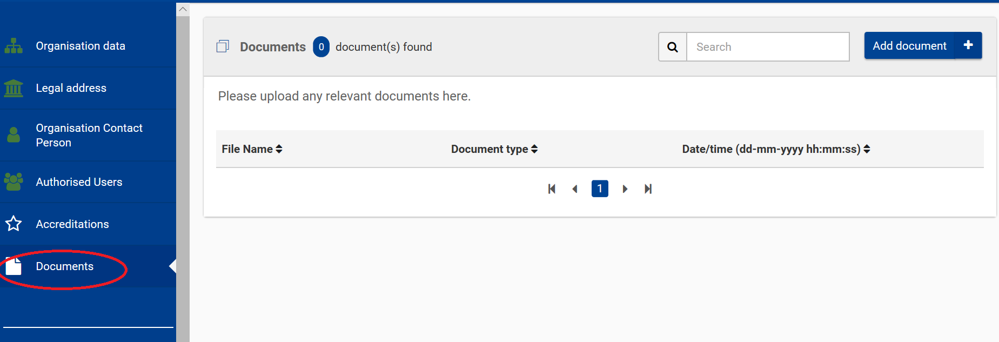 Organisation data
Legal address
Organisation Contact
Person
Authorised Users
Accreditations
Documents
Documents 0 document(s) found
Search
Add document
Please upload any relevant documents here.
File Name Document type Date/time (dd-mm-yyyy hh:mm:ss)
1